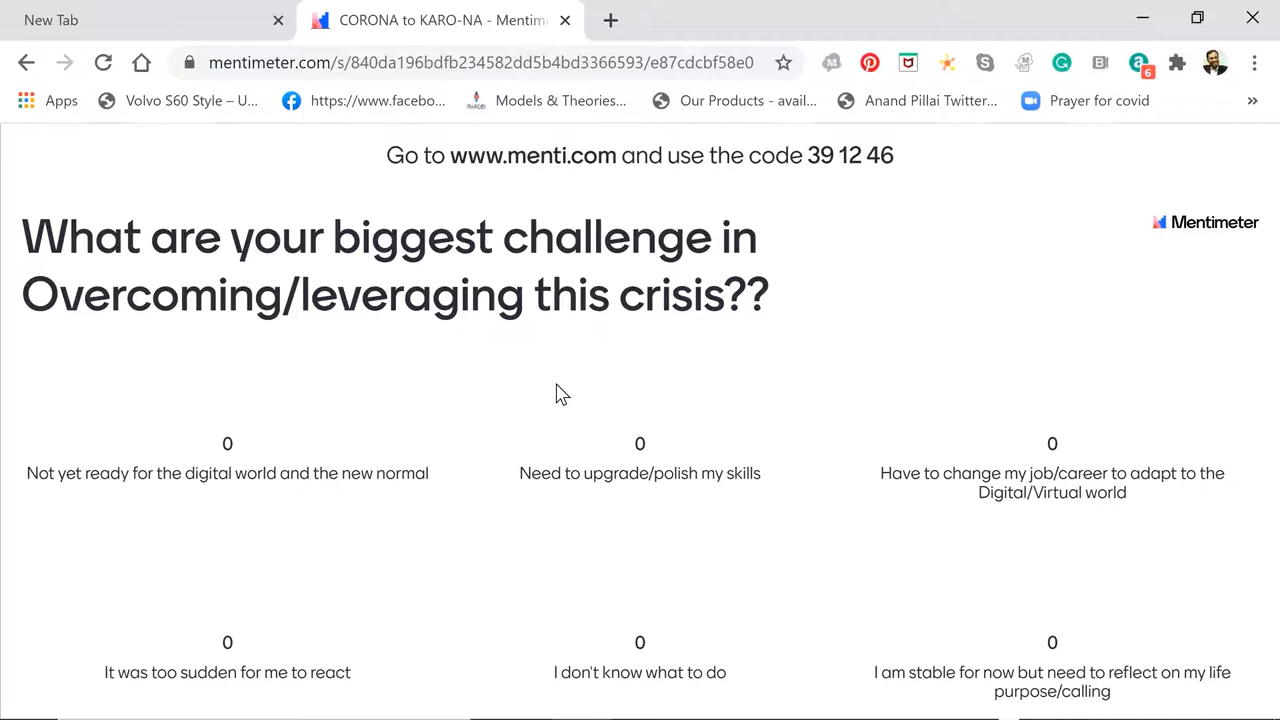 New Tab
CORONA to KARO-NA - Mentim
mentimeter.com/s/840da196bdfb234582dd5b4bd3366593/e87cdcbf58e0
6
Apps
Volvo S60 Style – U...
https://www.facebo...
Models & Theories...
Our Products - avail...
Anand Pillai Twitter...
Prayer for covid
Go to www.menti.com and use the code 39 12 46
What are your biggest challenge in
Overcoming/leveraging this crisis??
Mentimeter
0
Not yet ready for the digital world and the new normal
0
Need to upgrade/polish my skills
0
Have to change my job/career to adapt to the
Digital/Virtual world
0
It was too sudden for me to react
0
I don't know what to do
0
I am stable for now but need to reflect on my life
purpose/calling